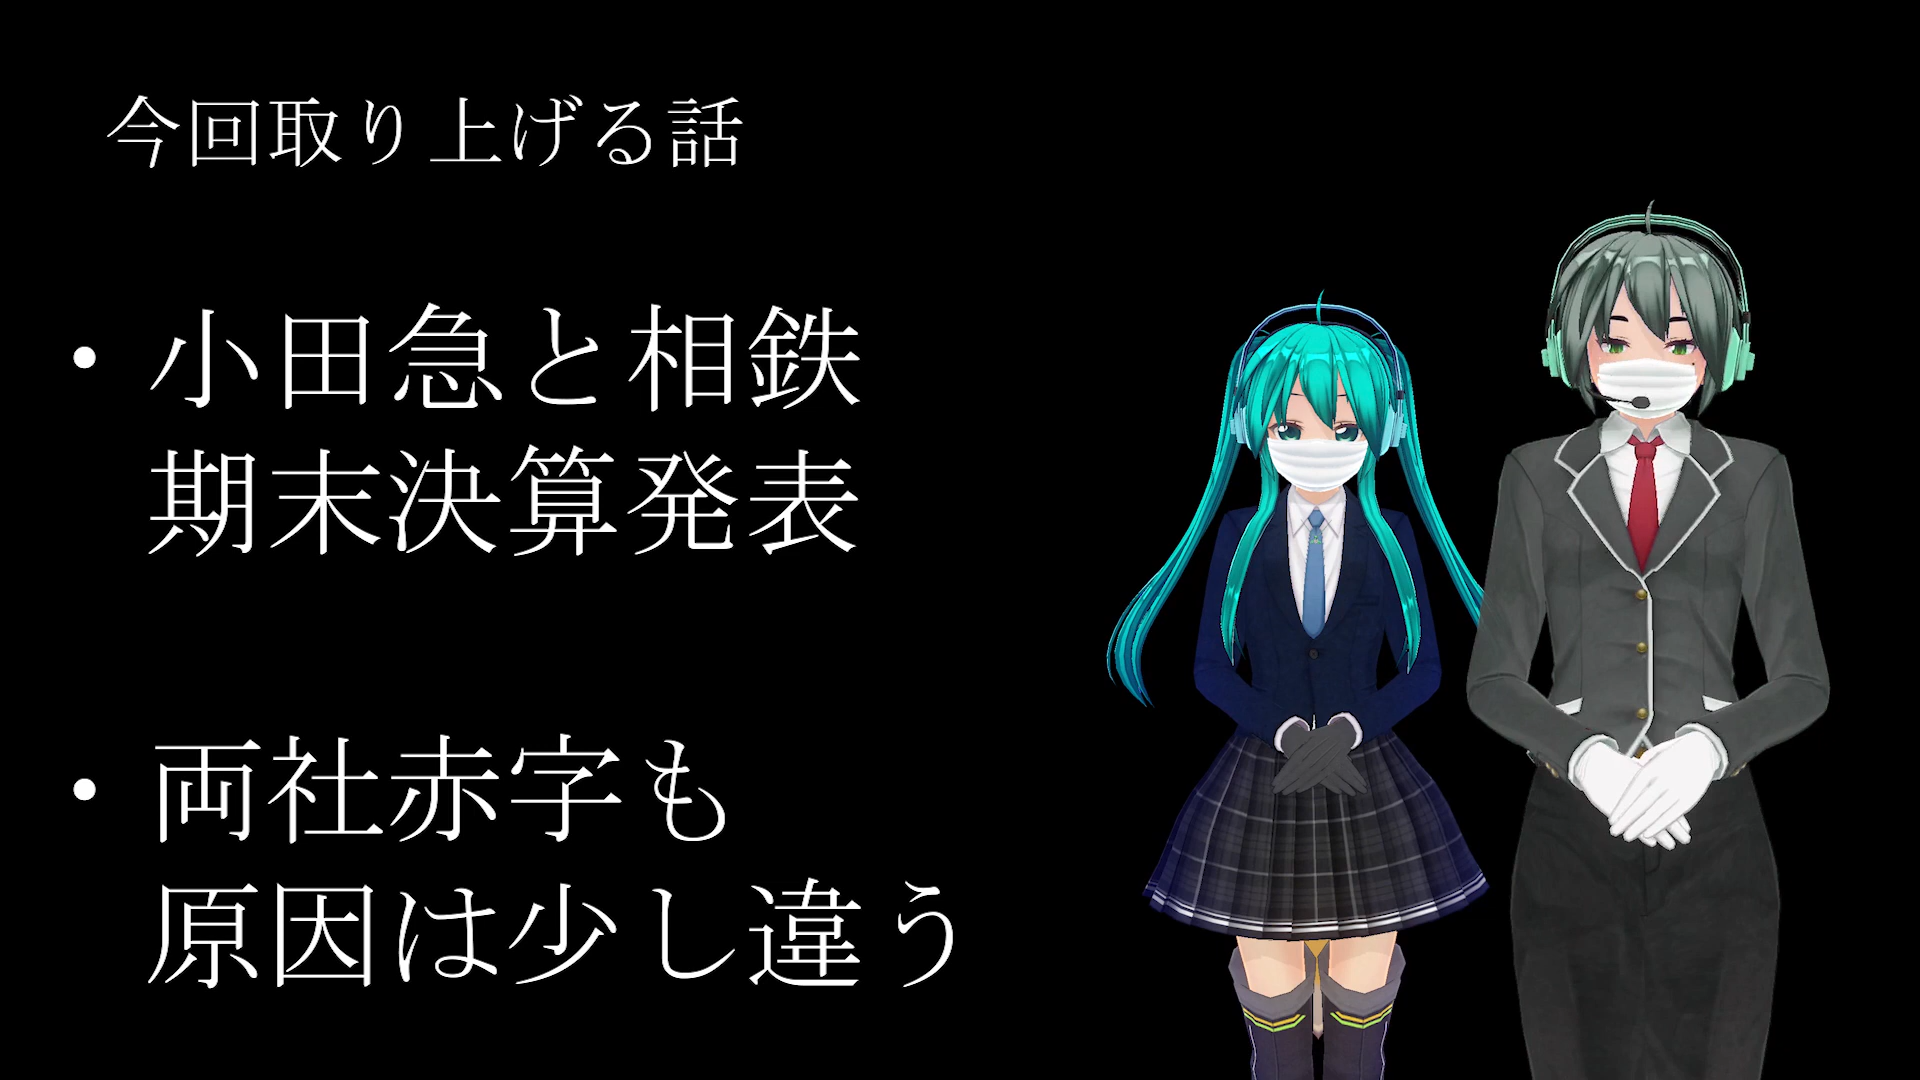 今回取り上げる話
・小田急と相鉄
期末決算発表
・両社赤字も
原因は少し違う